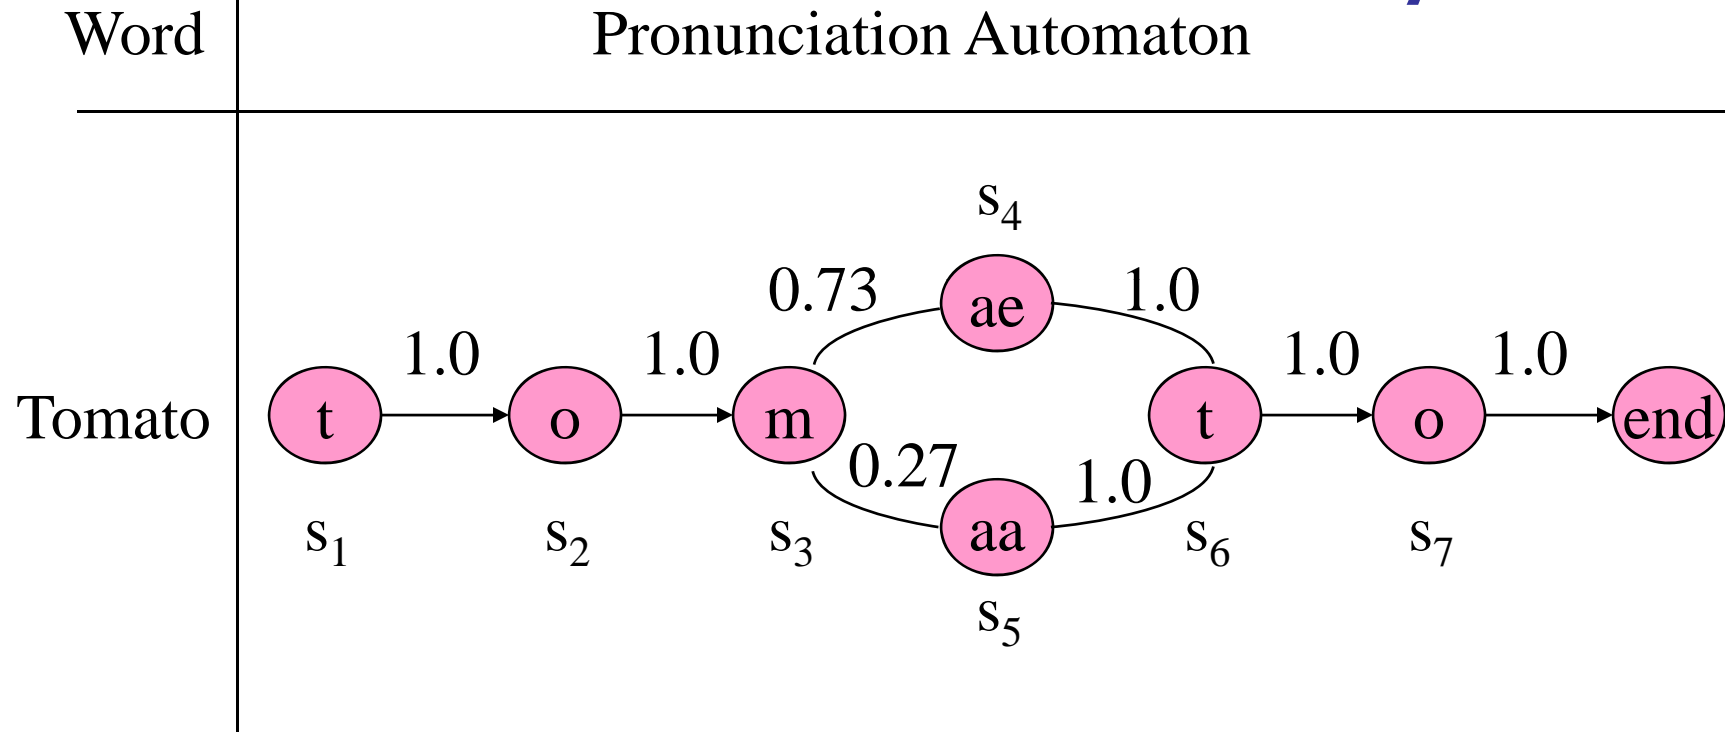 Word Pronunciation Automaton
s4
0.73 ae 1.0
1.0 1.0 1.0 1.0
Tomato t o m t o end
0.27 aa 1.0
s1 s2 s3 s6 s7
s5